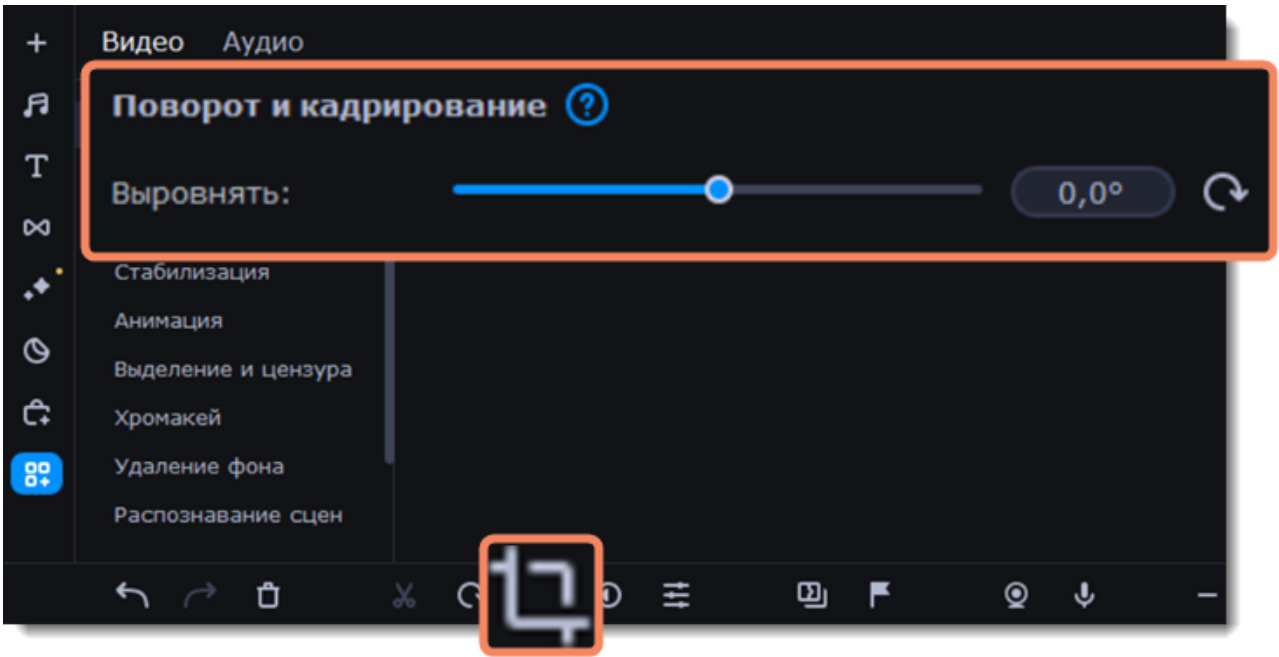 Видео Аудио
Поворот и кадрирование ?
Выровнять: 0,0°
Стабилизация
Анимация
Выделение и цензура
Хромакей
Удаление фона
Распознавание сцен